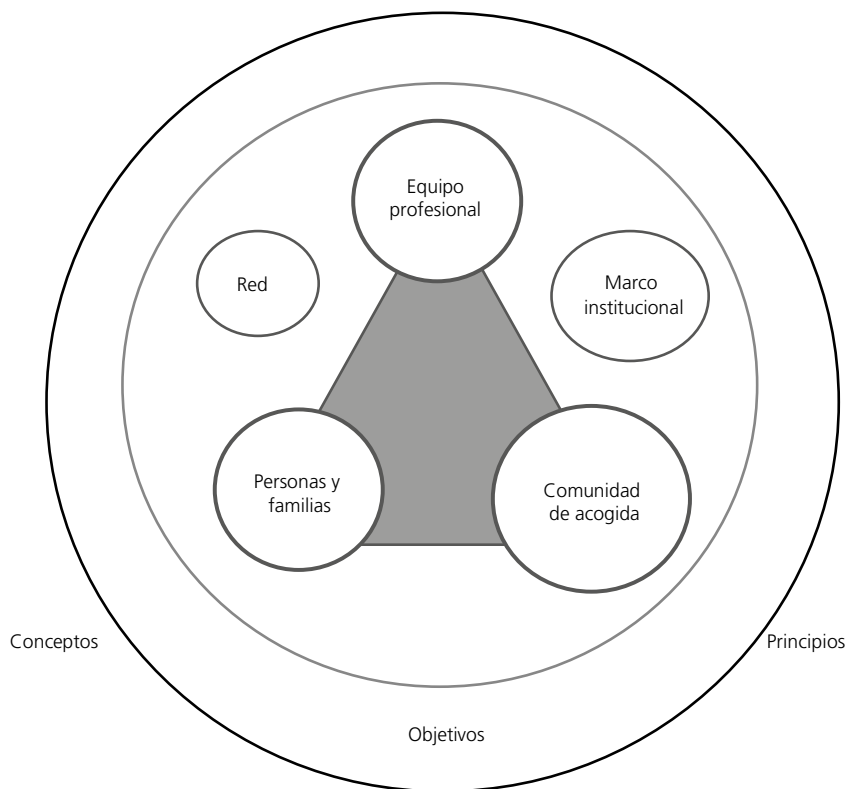 Equipo
profesional
Red
Marco
institucional
Personas y
familias
Comunidad
de acogida
Conceptos
Principios
Objetivos